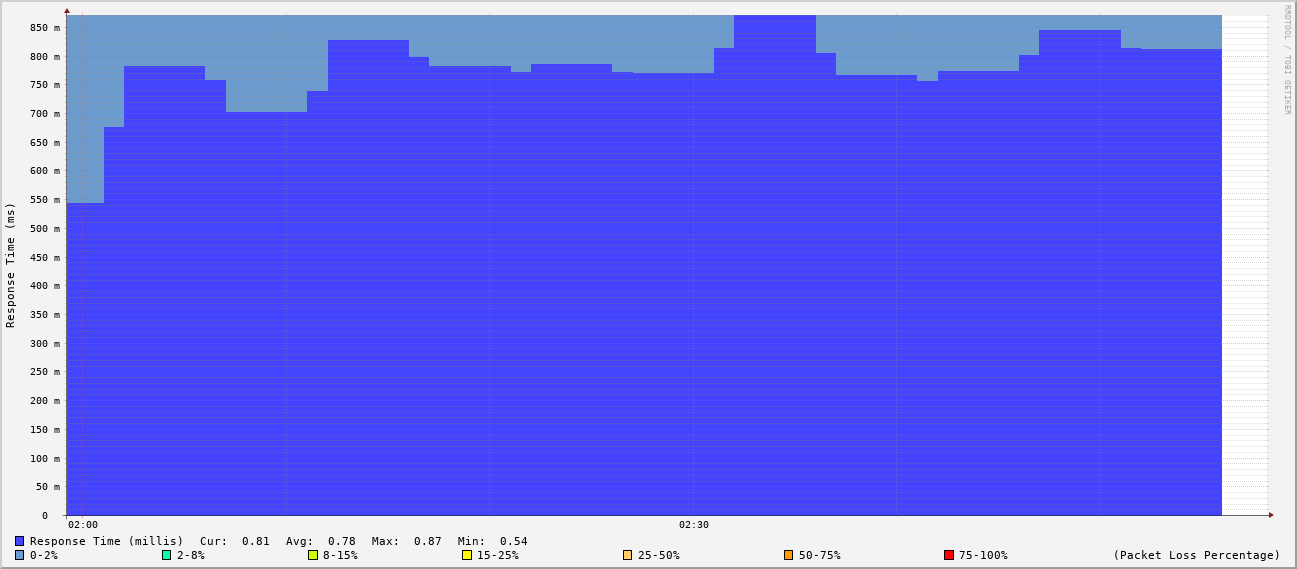 RRDTOOL / TOBI OETIKER
Response Time (ms)
850 m
800 m
750 m
700 m
650 m
600 m
550 m
500 m
450 m
400 m
350 m
300 m
250 m
200 m
150 m
100 m
50 m
0
02:00 02:30
Response Time (millis) Cur: 0.81 Avg: 0.78 Max: 0.87 Min: 0.54
0-2% 2-8% 8-15% 15-25% 25-50% 50-75% 75-100% (Packet Loss Percentage)